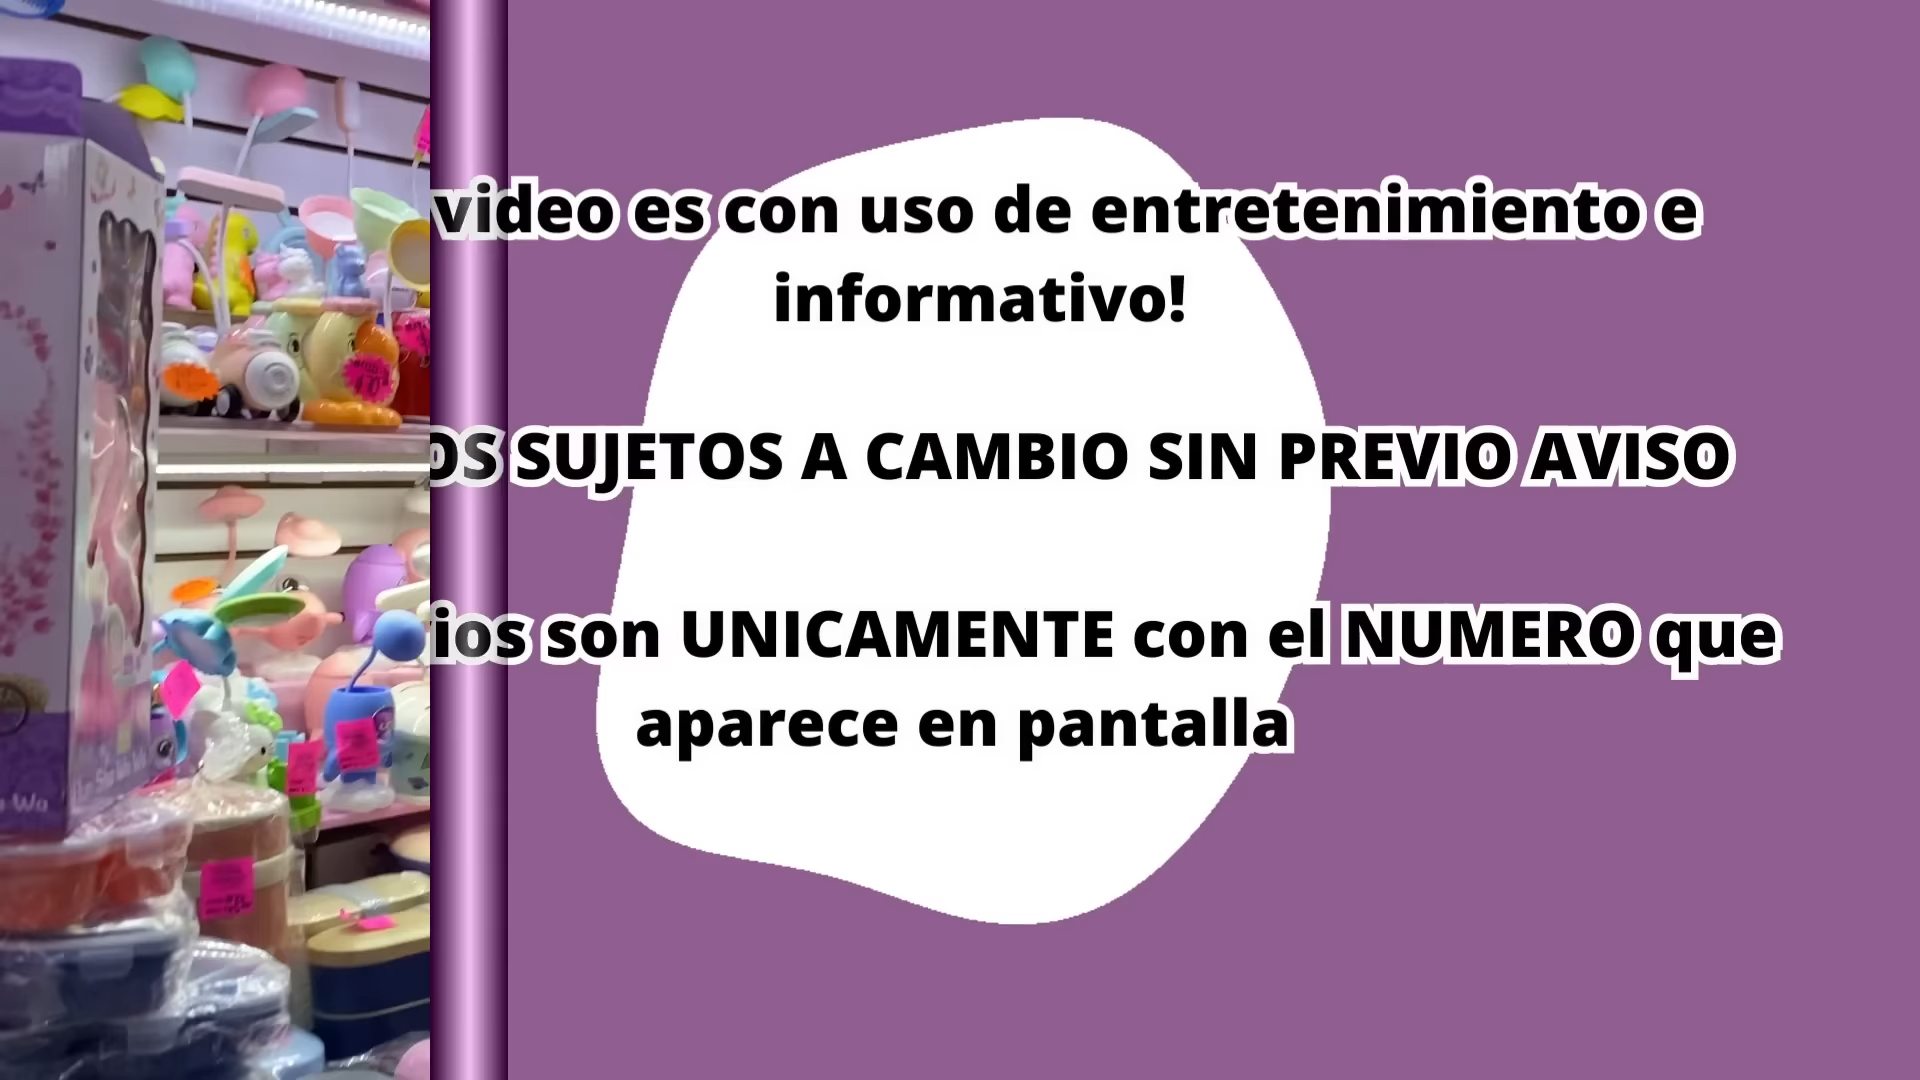 video es con uso de entretenimiento e
informativo!
OS SUJETOS A CAMBIO SIN PREVIO AVISO
ios son UNICAMENTE con el NUMERO que
aparece en pantalla